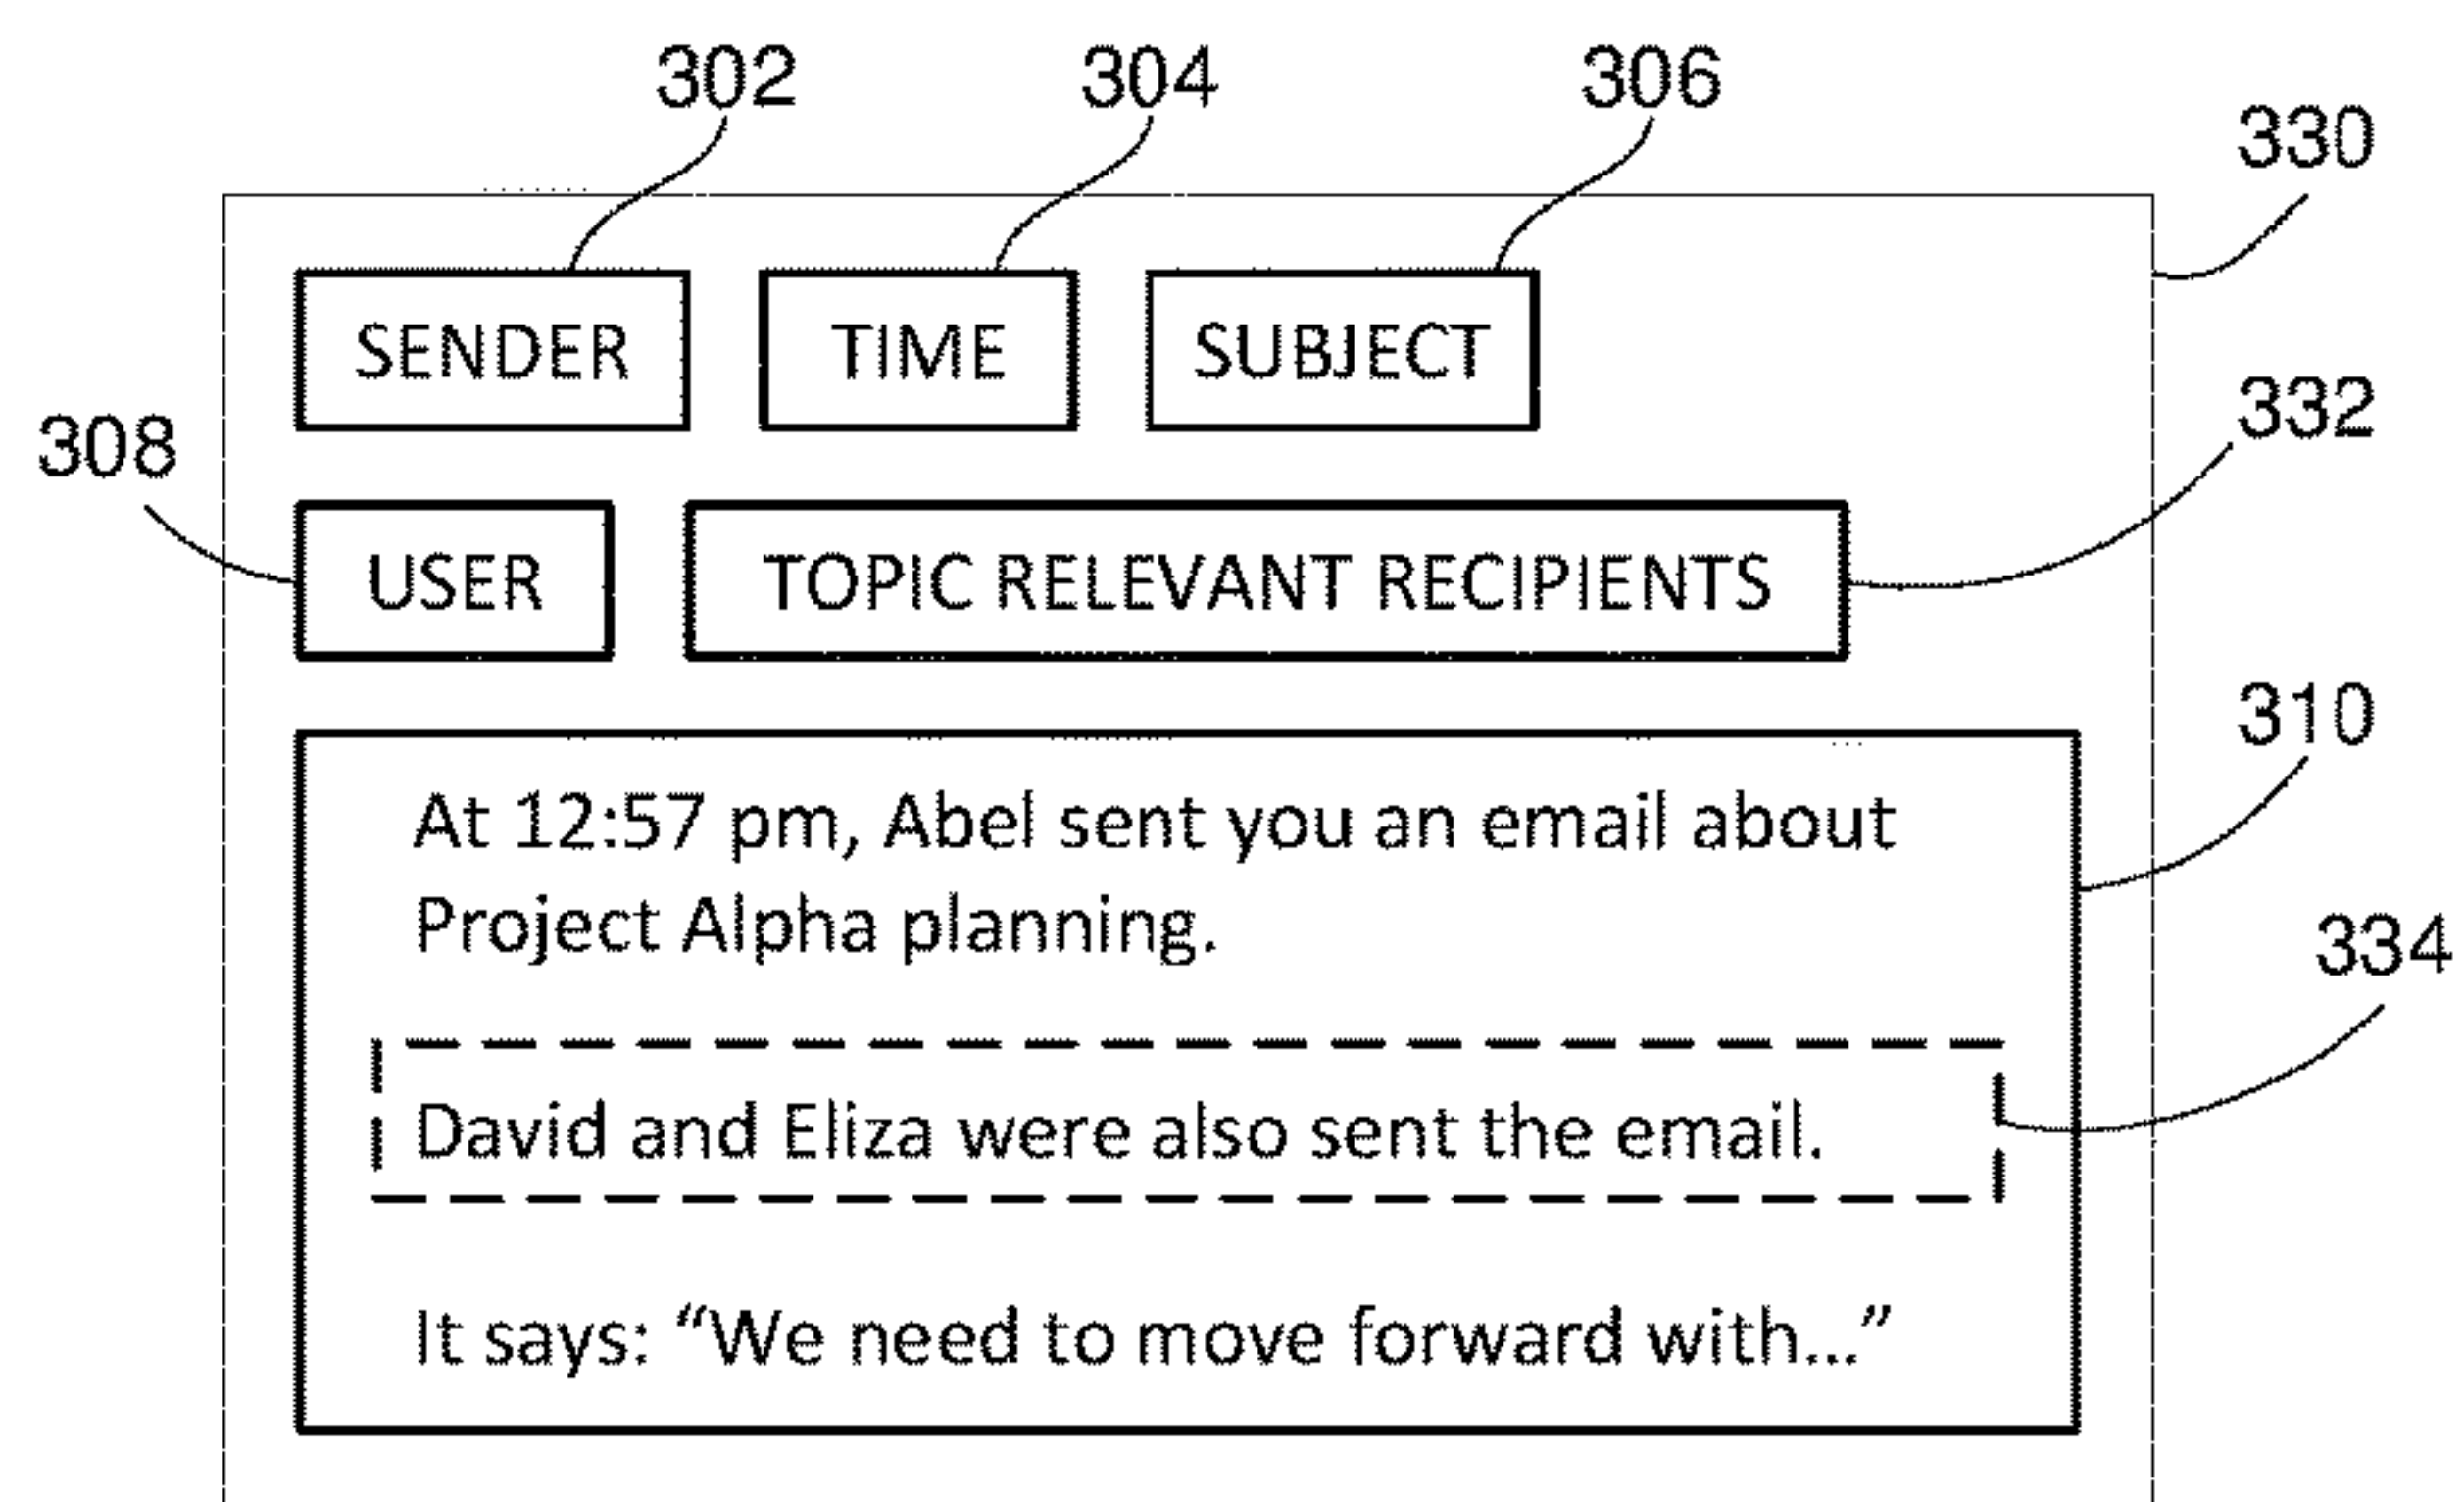 302 304 306
330
SENDER TIME SUBJECT
308 332
USER TOPIC RELEVANT RECIPIENTS
310
At 12:57 pm, Abel sent you an email about
Project Alpha planning.
334
David and Eliza were also sent the email.
It says: “We need to move forward with...”